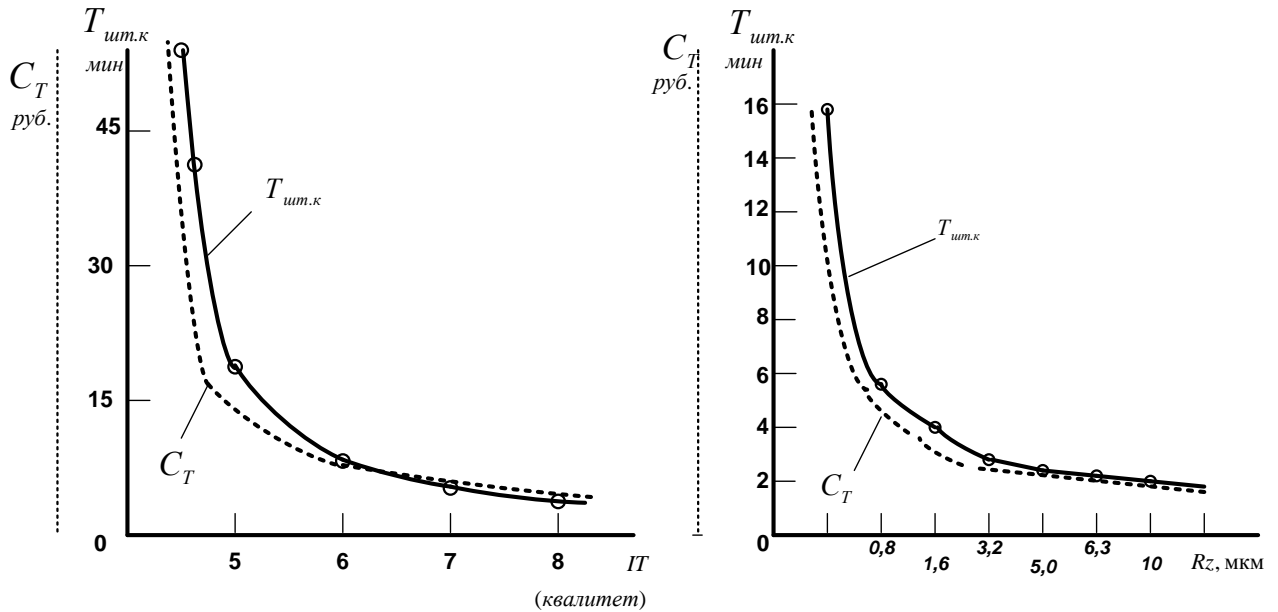 T шт.к
мин
C T
руб.
45
30
15
0
T шт.к
C T
5 6 7 8 IT
(квалитет)
T шт.к
мин
C T
руб.
16
14
12
10
8
6
4
2
0
T шт.к
C T
0,8 1,6 3,2 5,0 6,3 10 Rz, мкм